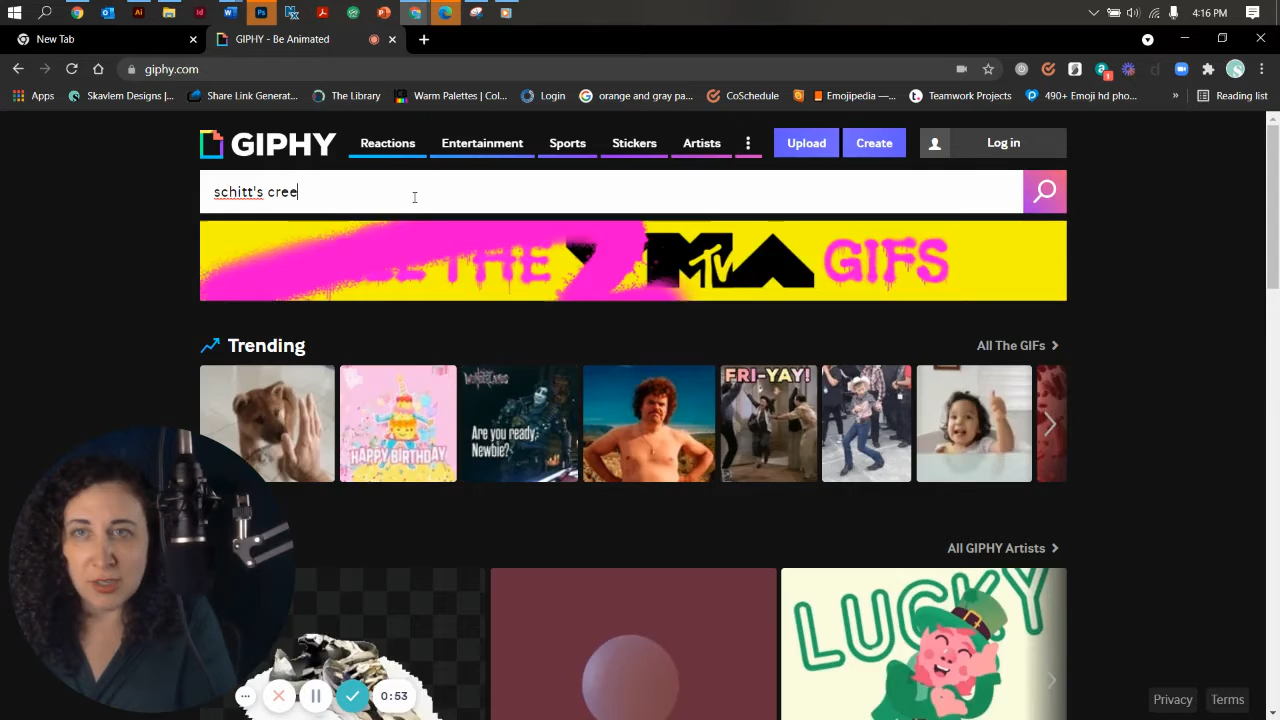 4:16 PM
New Tab
GIPHY - Be Animated
giphy.com
Apps
Skavlem Designs |...
Share Link Generat...
The Library
Warm Palettes | Col...
Login
orange and gray pa...
CoSchedule
Emojipedia —...
Teamwork Projects
490+ Emoji nd pho...
»
Reading list
GIPHY
Reactions
Entertainment
Sports
Stickers
Artists
Upload
Create
Log in
schitt's cree
THE
MTV
GIFS
Trending
All The GIFs
HAPPY BIRTHDAY
Are you ready,
Newbie?
FRI-YAY!
All GIPHY Artists
LUCKY
0:53
Privacy
Terms